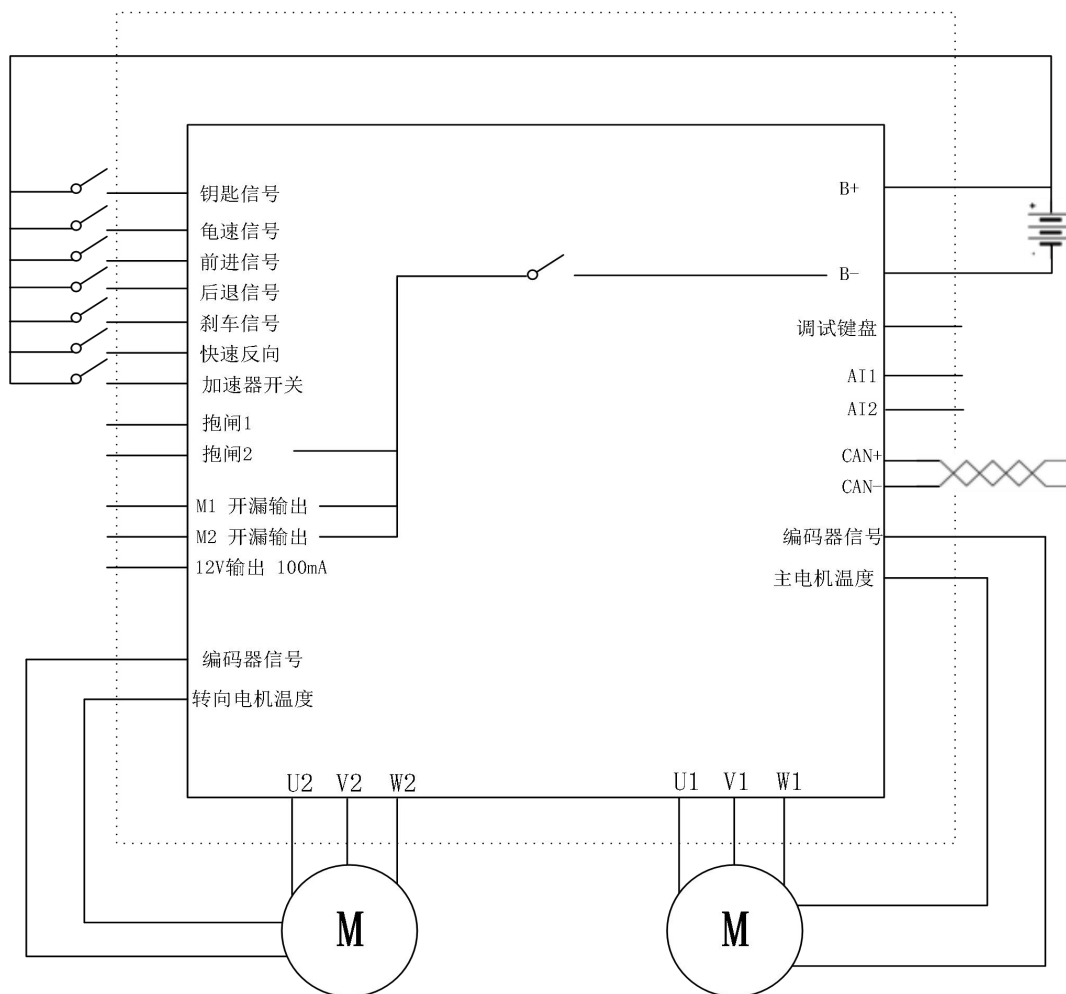 钥匙信号
龟速信号
前进信号
后退信号
刹车信号
快速反向
加速器开关
抱闸1
抱闸2
M1 开漏输出
M2 开漏输出
12V输出 100mA
编码器信号
转向电机温度
B+
B-
调试键盘
AI1
AI2
CAN+
CAN-
编码器信号
主电机温度
U2 V2 W2
U1 V1 W1
M
M
+
-